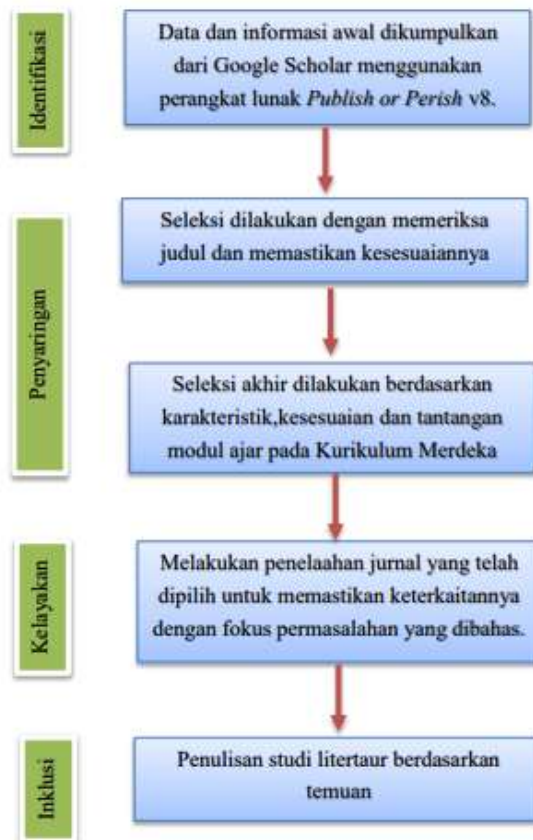 Identifikasi
Data dan informasi awal dikumpulkan
dari Google Scholar menggunakan
perangkat lunak Publish or Perish v8.
Penyaringan
Seleksi dilakukan dengan memeriksa
judul dan memastikan kesesuaiannya
Seleksi akhir dilakukan berdasarkan
karakteristik,kesesuaian dan tantangan
modul ajar pada Kurikulum Merdeka
Kelayakan
Melakukan penelaahan jurnal yang telah
dipilih untuk memastikan keterkaitannya
dengan fokus permasalahan yang dibahas.
Inklusi
Penulisan studi litertaur berdasarkan
temuan